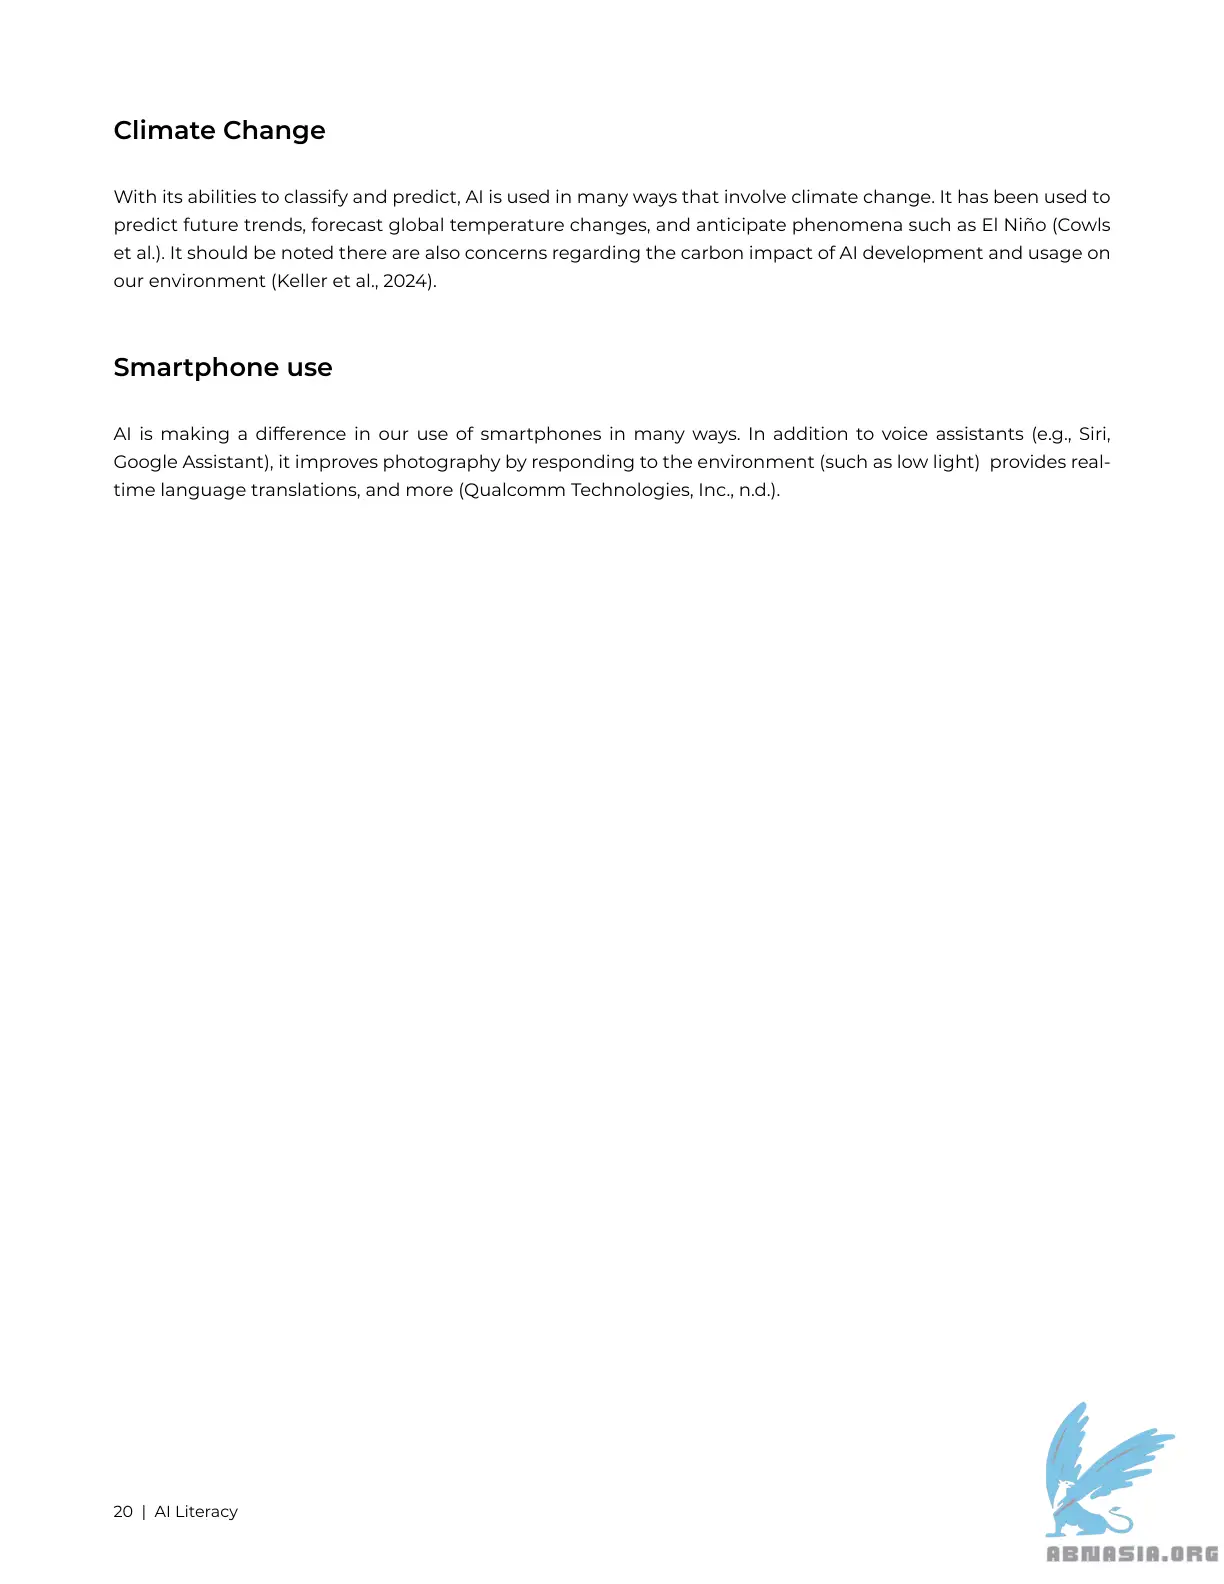 Climate Change
With its abilities to classify and predict, AI is used in many ways that involve climate change. It has been used to
predict future trends, forecast global temperature changes, and anticipate phenomena such as El Niño (Cowls
et al.). It should be noted there are also concerns regarding the carbon impact of AI development and usage on
our environment (Keller et al., 2024).
Smartphone use
AI is making a difference in our use of smartphones in many ways. In addition to voice assistants (e.g., Siri,
Google Assistant), it improves photography by responding to the environment (such as low light)  provides real-
time language translations, and more (Qualcomm Technologies, Inc., n.d.).
20 | AI Literacy
ABNASIA.ORG